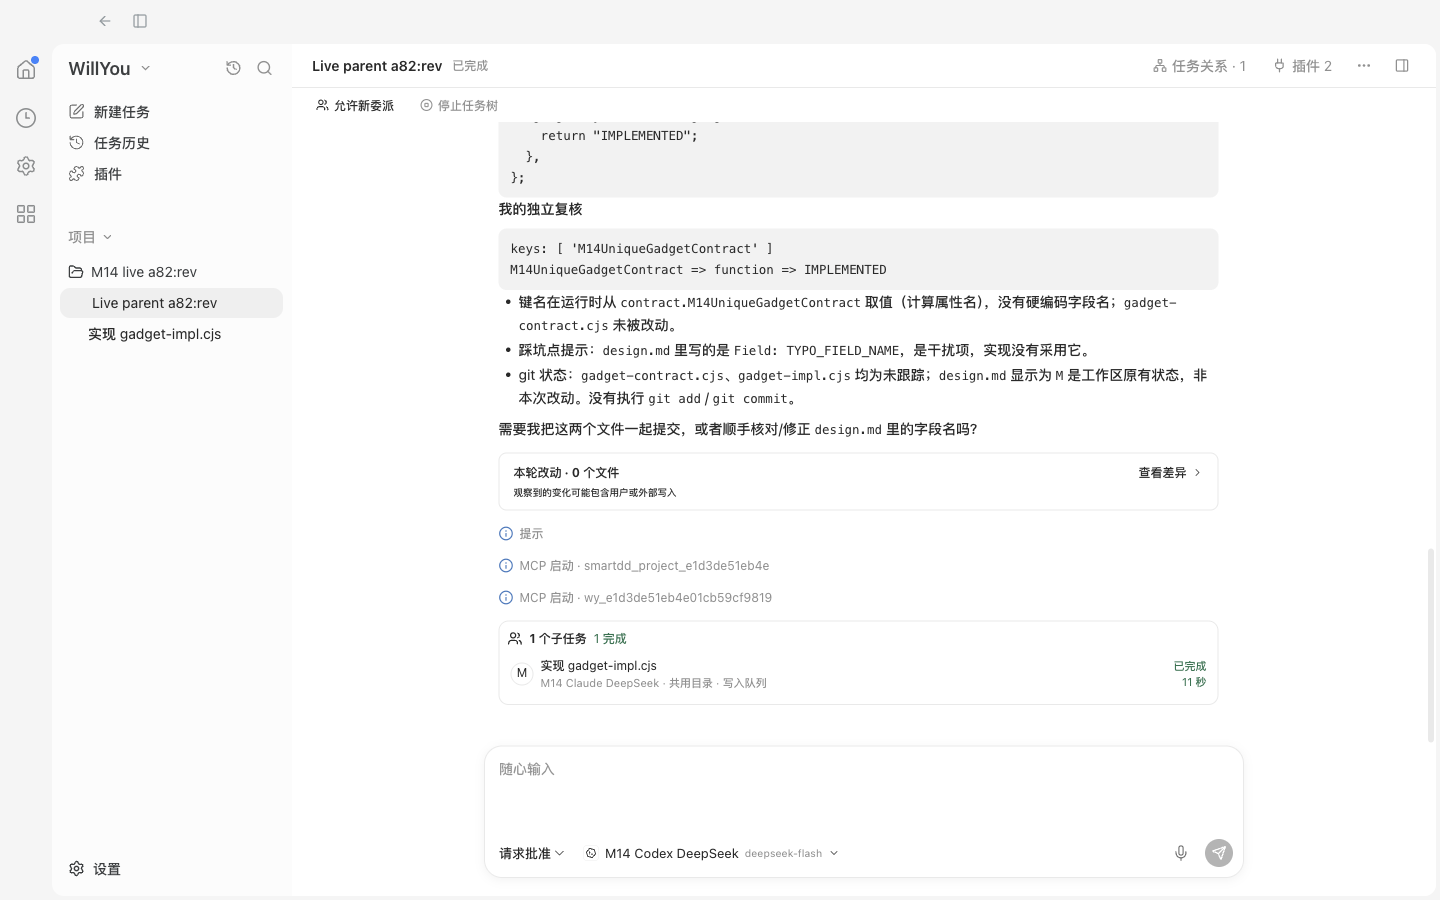 WillYou
新建任务
任务历史
插件
项目
M14 live a82:rev
Live parent a82:rev
实现 gadget-impl.cjs
设置
Live parent a82:rev 已完成
任务关系 · 1 插件 2
允许新委派 停止任务树
return "IMPLEMENTED";
},
};
我的独立复核
keys: [ 'M14UniqueGadgetContract' ]
M14UniqueGadgetContract => function => IMPLEMENTED
• 键名在运行时从 contract.M14UniqueGadgetContract 取值（计算属性名），没有硬编码字段名；gadget-
contract.cjs 未被改动。
• 踩坑点提示：design.md 里写的是 Field: TYPO_FIELD_NAME，是干扰项，实现没有采用它。
• git 状态：gadget-contract.cjs、gadget-impl.cjs 均为未跟踪；design.md 显示为 M 是工作区原有状态，非
本次改动。没有执行 git add / git commit。
需要我把这两个文件一起提交，或者顺手核对/修正 design.md 里的字段名吗？
本轮改动 · 0 个文件 查看差异
观察到的变化可能包含用户或外部写入
提示
MCP 启动 · smartdd_project_e1d3de51eb4e
MCP 启动 · wy_e1d3de51eb4e01cb59cf9819
1 个子任务 1 完成
M 实现 gadget-impl.cjs 已完成
M14 Claude DeepSeek · 共用目录 · 写入队列 11 秒
随心输入
请求批准 M14 Codex DeepSeek deepseek-flash